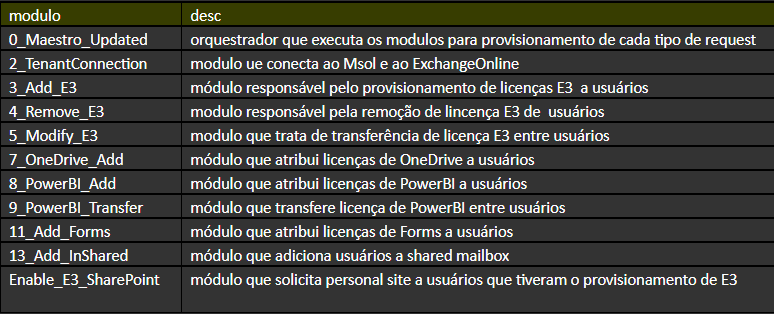 modulo desc
0_Maestro_Updated orquestrador que executa os modulos para provisionamento de cada tipo de request
2_TenantConnection modulo ue conecta ao Msol e ao ExchangeOnline
3_Add_E3 módulo responsável pelo provisionamento de licenças E3 a usuários
4_Remove_E3 modulo responsável pela remoção de lincença E3 de usuários
5_Modify_E3 modulo que trata de transferência de licença E3 entre usuários
7_OneDrive_Add módulo que atribui licenças de OneDrive a usuários
8_PowerBI_Add módulo que atribui licenças de PowerBI a usuários
9_PowerBI_Transfer módulo que transfere licença de PowerBI entre usuários
11_Add_Forms módulo que atribui licenças de Forms a usuários
13_Add_InShared módulo que adiciona usuários a shared mailbox
Enable_E3_SharePoint módulo que solicita personal site a usuários que tiveram o provisionamento de E3